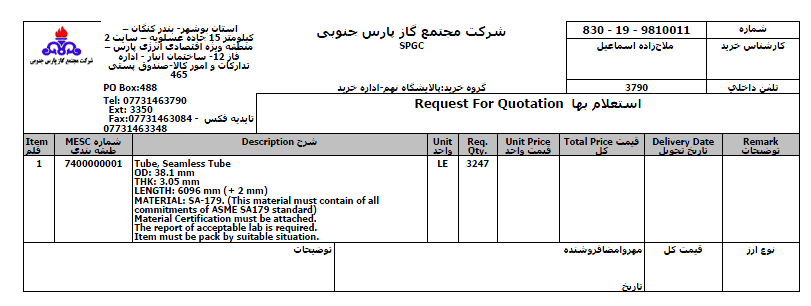 شرکت مجتمع گاز پارس جنوبی
استان بوشهر- بندر کنگان –
کیلومتر 15 جاده عسلویه – سایت 2
منطقه ویژه اقتصادی انرژی پارس –
فاز 12- ساختمان انبار - اداره
تدارکات و امور کالا-صندوق پستی
465
PO Box:488
Tel: 07731463790
Ext: 3350
تاییدیه فکس - Fax:07731463084
07731463348
شرکت مجتمع گاز پارس جنوبی
SPGC
گروه خرید:پالایشگاه نهم-اداره خرید
830 - 19 - 9810011 شماره
ملاح‌زاده اسماعیل کارشناس خرید
3790 تلفن داخلی
Request For Quotation استعلام بها
Item MESC شماره Description شرح Unit Req. Unit Price Total Price قیمت Delivery Date Remark
قلم طبقه بندی واحد Qty. قیمت واحد کل تاریخ تحویل توضیحات
1 7400000001 Tube, Seamless Tube LE 3247
OD: 38.1 mm
THK: 3.05 mm
LENGTH: 6096 mm (+ 2 mm)
MATERIAL: SA-179. (This material must contain of all
commitments of ASME SA179 standard)
Material Certification must be attached.
The report of acceptable lab is required.
Item must be pack by suitable situation.
توضیحات مهروامضافروشنده قیمت کل نوع ارز
تاریخ